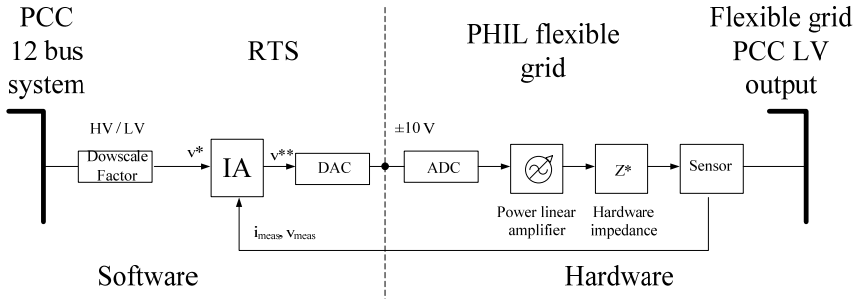 PCC
12 bus
system
RTS
PHIL flexible
grid
Flexible grid
PCC LV
output
HV / LV
Dowscale
Factor
v*
IA
v**
DAC
±10 V
ADC
Z*
Sensor
Power linear
amplifier
Hardware
impedance
imeas, vmeas
Software
Hardware